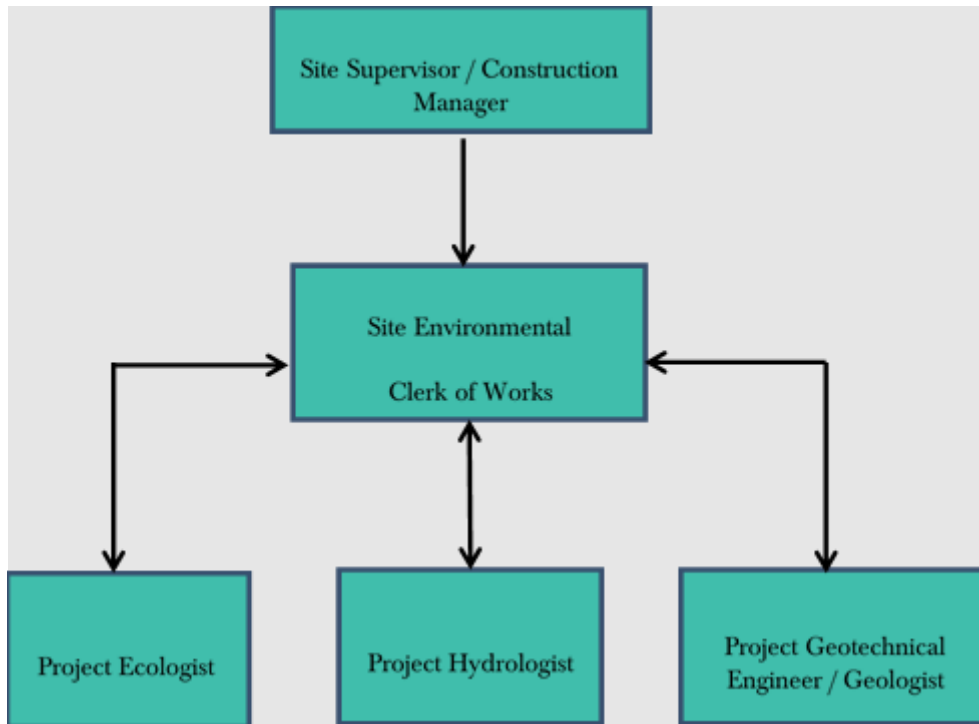 Site Supervisor / Construction
Manager
Site Environmental
Clerk of Works
Project Ecologist
Project Hydrologist
Project Geotechnical
Engineer / Geologist